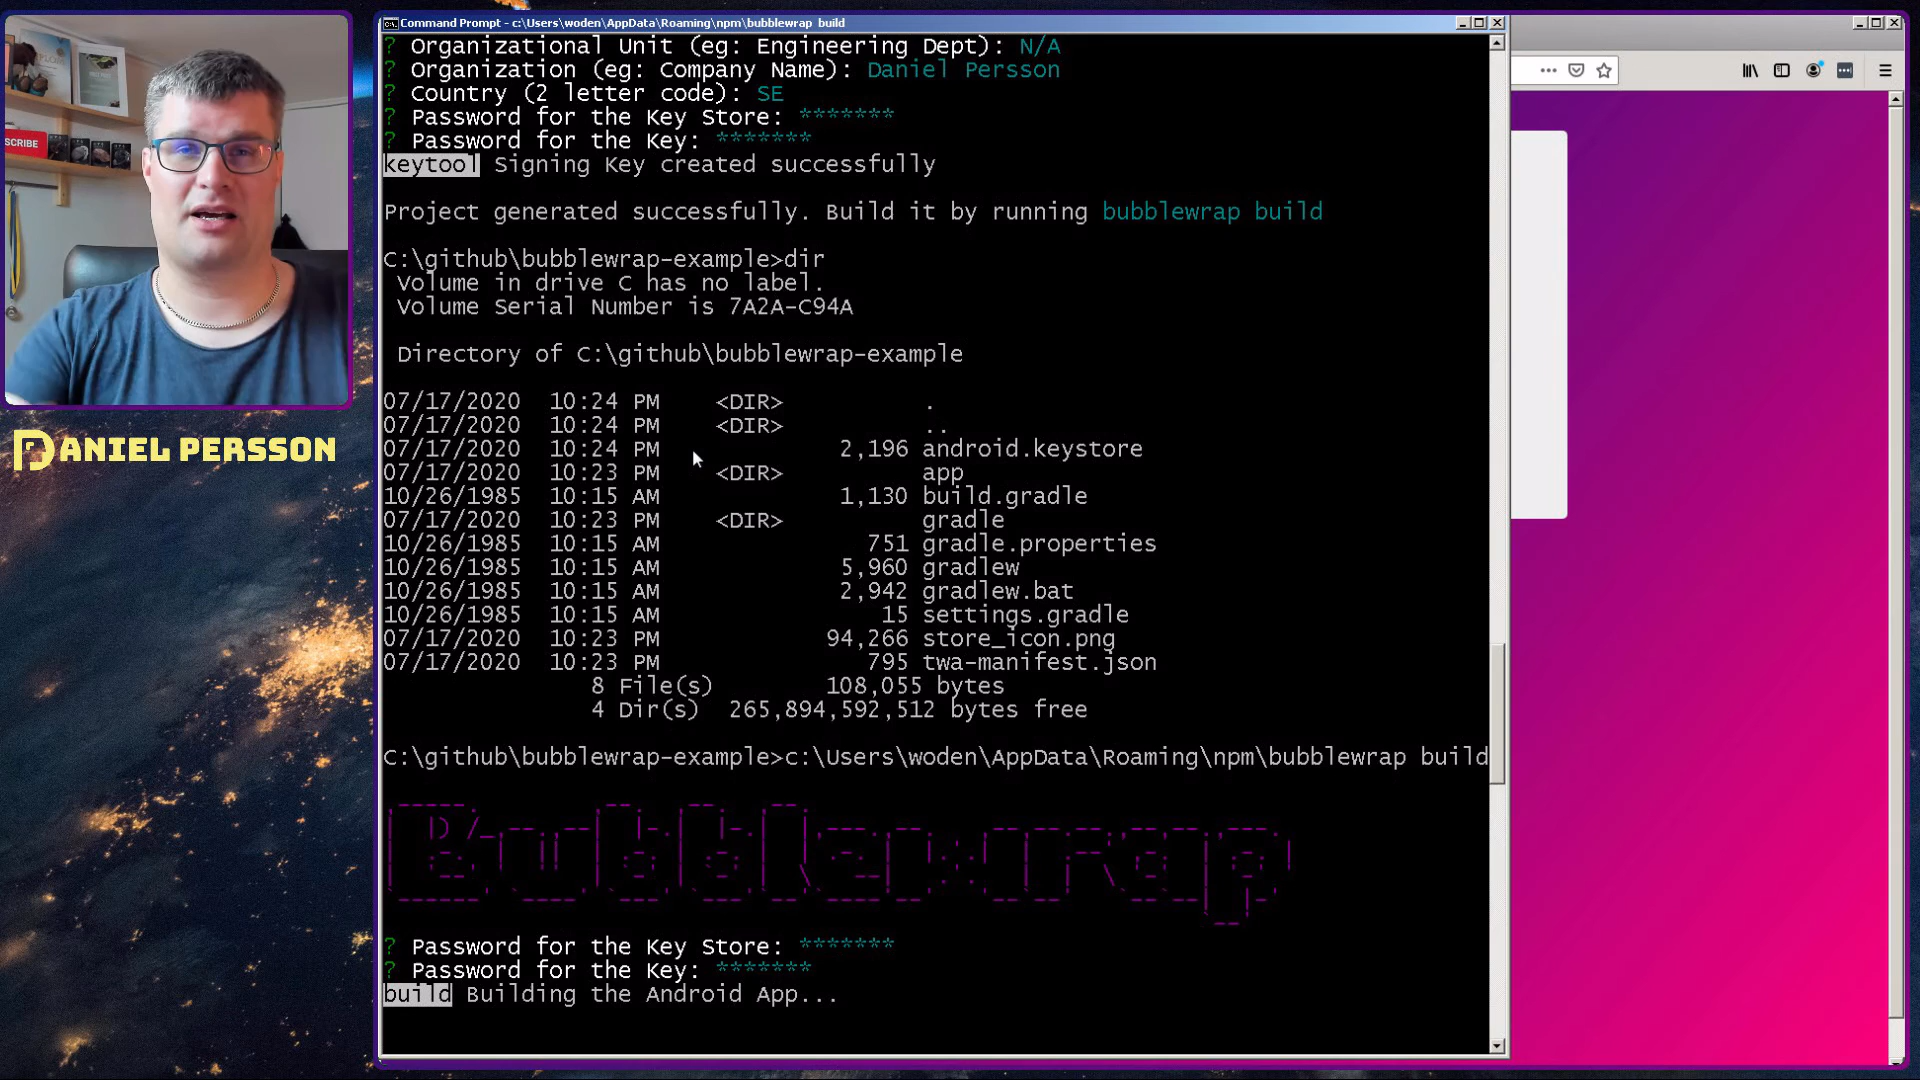 Command Prompt - c:\Users\woden\AppData\Roaming\npm\bubblewrap build
? Organizational Unit (eg: Engineering Dept): N/A
? Organization (eg: Company Name): Daniel Persson
? Country (2 letter code): SE
? Password for the Key Store: *******
? Password for the Key: *******
keytool Signing Key created successfully
Project generated successfully. Build it by running bubblewrap build
C:\github\bubblewrap-example>dir
Volume in drive C has no label.
Volume Serial Number is 7A2A-C94A
Directory of C:\github\bubblewrap-example
07/17/2020 10:24 PM <DIR> .
07/17/2020 10:24 PM <DIR> ..
07/17/2020 10:24 PM 2,196 android.keystore
07/17/2020 10:23 PM <DIR> app
10/26/1985 10:15 AM 1,130 build.gradle
07/17/2020 10:23 PM <DIR> gradle
10/26/1985 10:15 AM 751 gradle.properties
10/26/1985 10:15 AM 5,960 gradlew
10/26/1985 10:15 AM 2,942 gradlew.bat
10/26/1985 10:15 AM 15 settings.gradle
07/17/2020 10:23 PM 94,266 store_icon.png
07/17/2020 10:23 PM 795 twa-manifest.json
8 File(s) 108,055 bytes
4 Dir(s) 265,894,592,512 bytes free
C:\github\bubblewrap-example>c:\Users\woden\AppData\Roaming\npm\bubblewrap build
Bubblewrap
? Password for the Key Store: *******
? Password for the Key: *******
build Building the Android App...
SCRIBE
DANIEL PERSSON